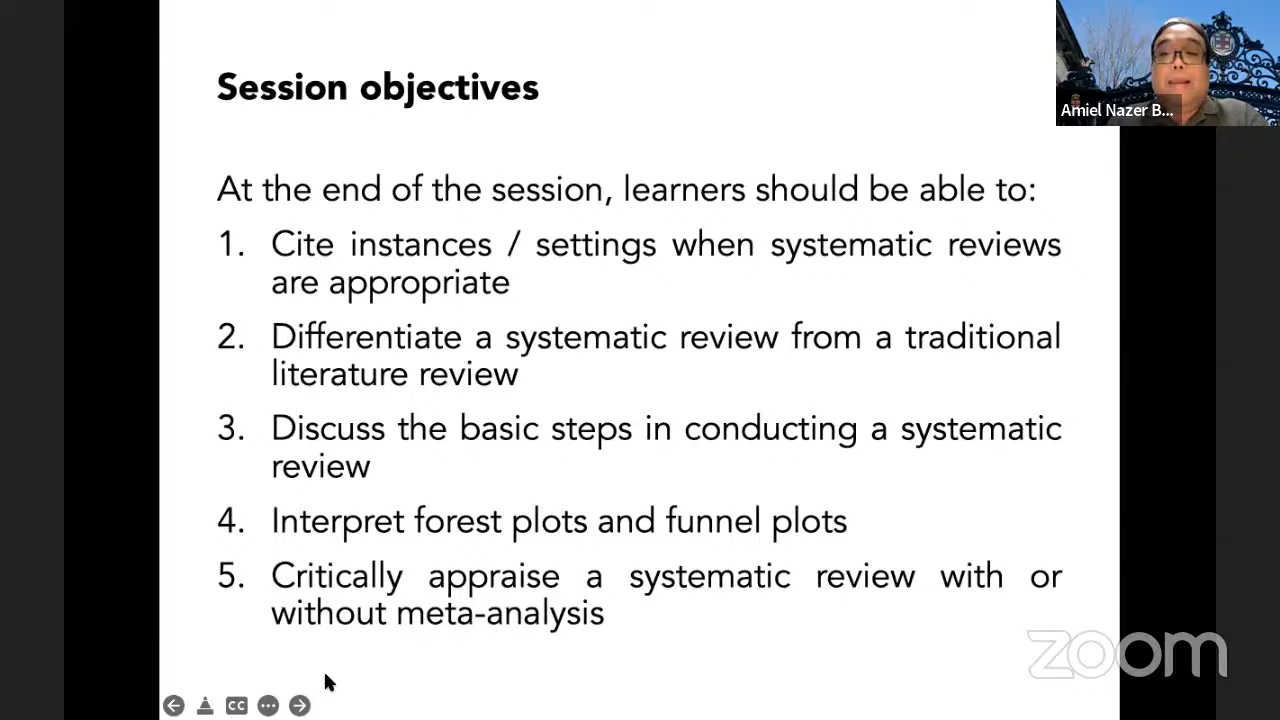 Session objectives
Amiel Nazer B...
At the end of the session, learners should be able to:
1. Cite instances / settings when systematic reviews
are appropriate
2. Differentiate a systematic review from a traditional
literature review
3. Discuss the basic steps in conducting a systematic
review
4. Interpret forest plots and funnel plots
5. Critically appraise a systematic review with or
without meta-analysis
zoom
CC